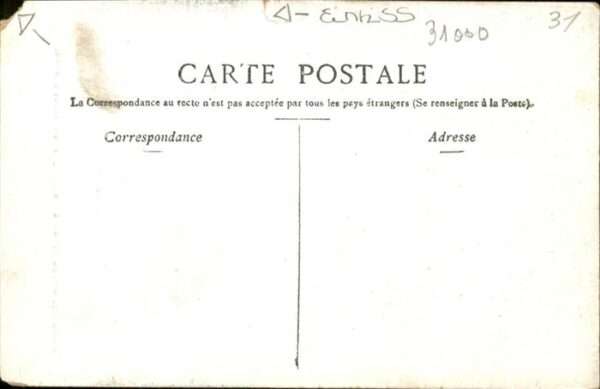 Einriss
31000
31
CARTE POSTALE
La Correspondance au recto n'est pas acceptée par tous les pays étrangers (Se renseigner à la Poste).
Correspondance
Adresse